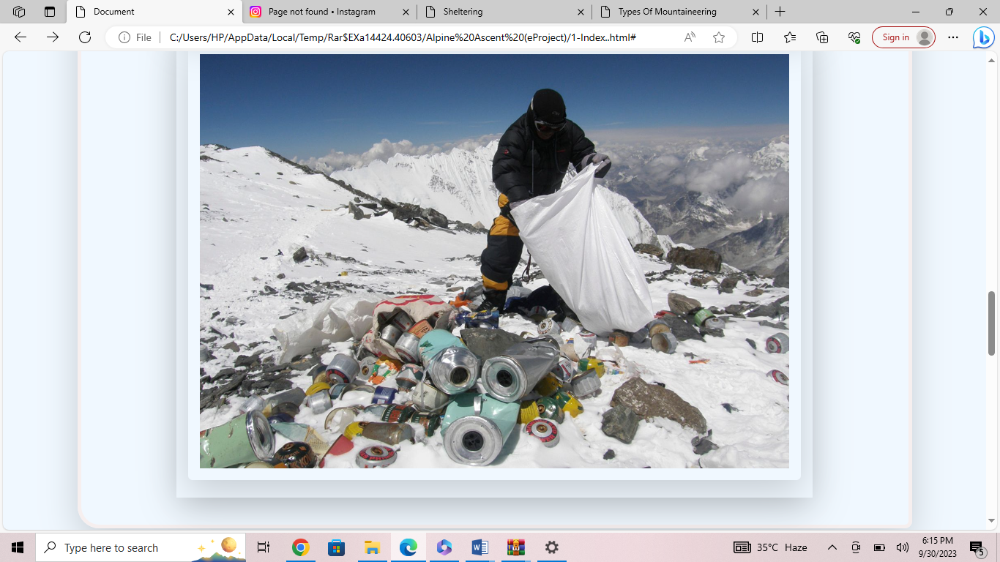 Document
Page not found • Instagram
Sheltering
Types Of Mountaineering
File
C:/Users/HP/AppData/Local/Temp/Rar$EXa14424.40603/Alpine%20Ascent%20(eProject)/1-Index..html#
Sign in
Type here to search
35°C Haze
6:15 PM
9/30/2023
5